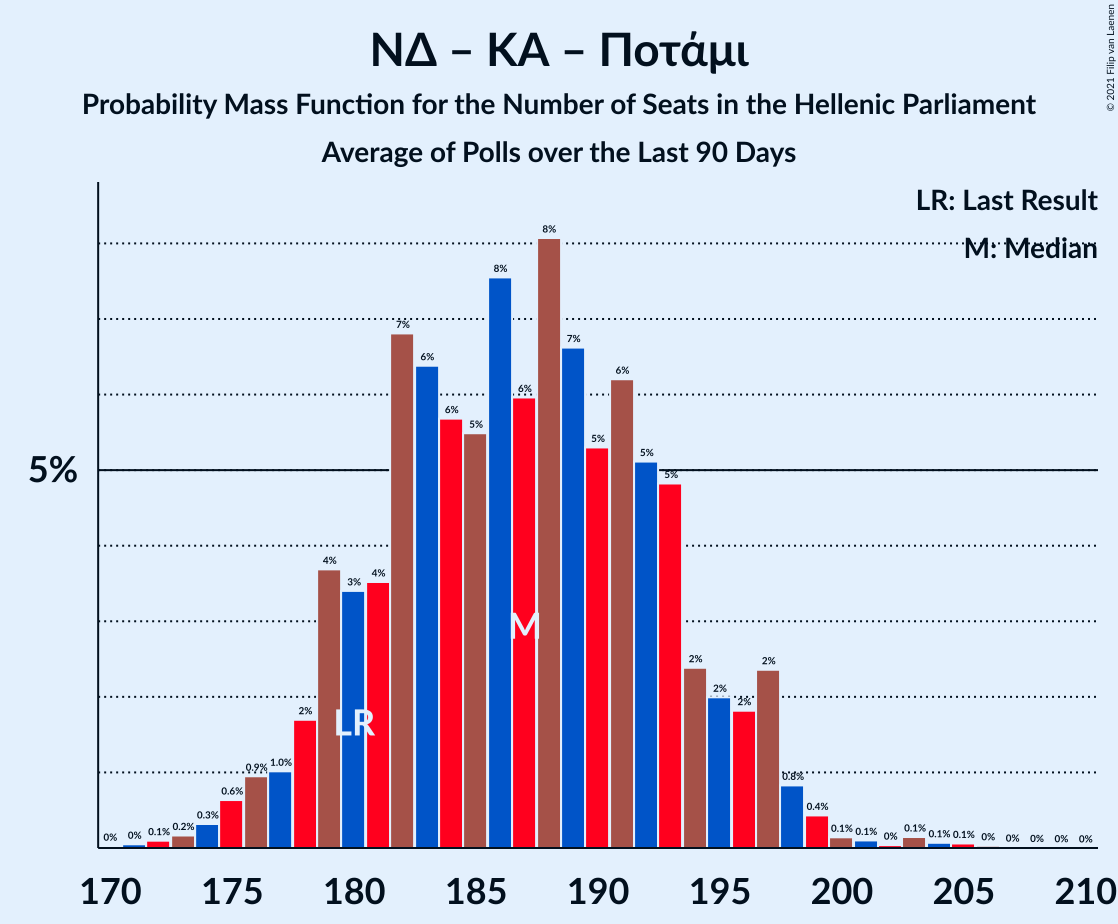 ΝΔ – ΚΑ – Ποτάμι
Probability Mass Function for the Number of Seats in the Hellenic Parliament
Average of Polls over the Last 90 Days
© 2021 Filip van Laenen
LR: Last Result
M: Median
5%
0% 0% 0.1% 0.2% 0.3% 0.6% 0.9% 1.0% 2% 4% 3% 4% 7% 6% 6% 5% 8% 6% 8% 7% 5% 6% 5% 5% 2% 2% 2% 2% 0.8% 0.4% 0.1% 0.1% 0% 0.1% 0.1% 0.1% 0% 0% 0% 0% 0%
M
LR
170 175 180 185 190 195 200 205 210